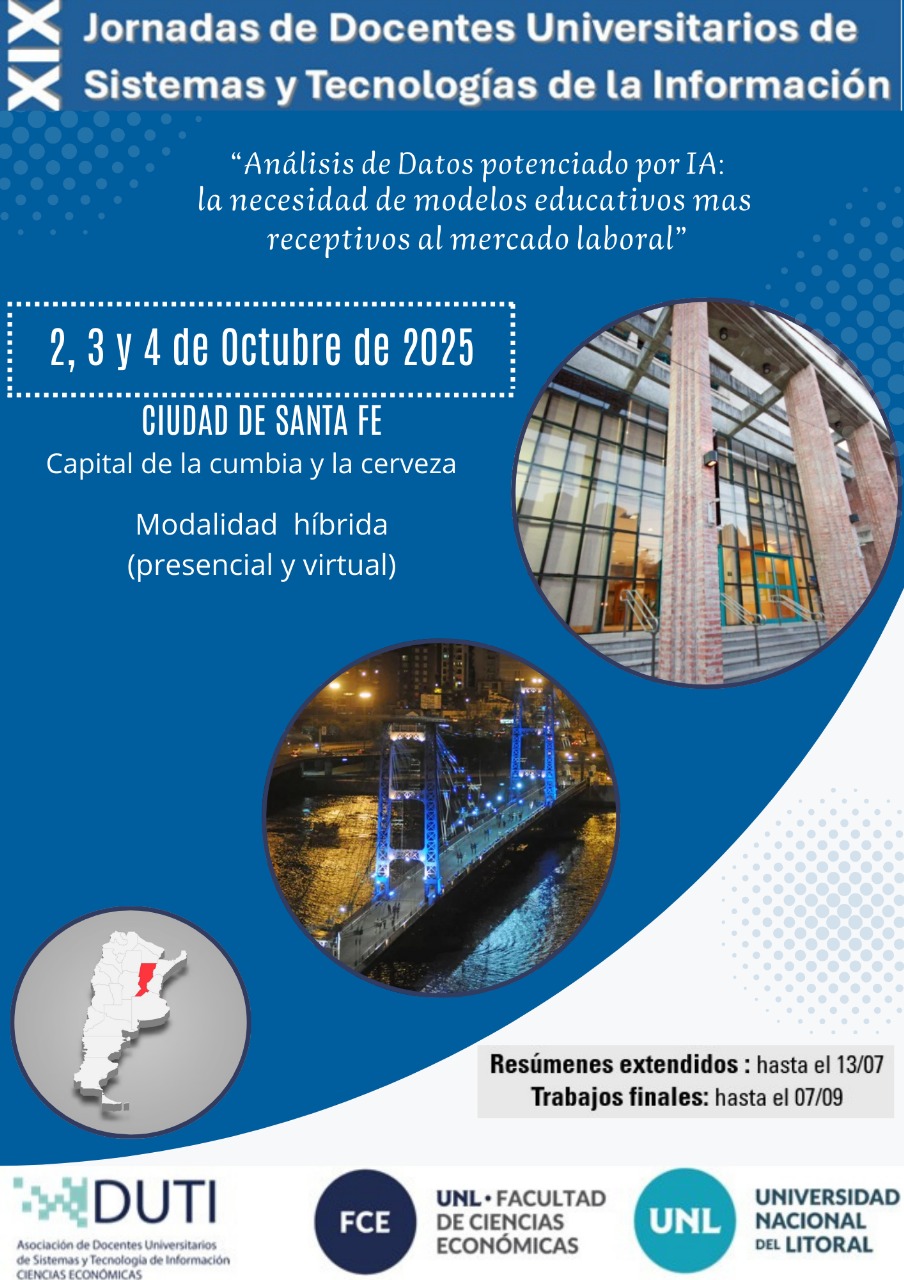 XIX
Jornadas de Docentes Universitarios de
Sistemas y Tecnologías de la Información
“Análisis de Datos potenciado por IA:
la necesidad de modelos educativos mas
receptivos al mercado laboral”
2, 3 y 4 de Octubre de 2025
CIUDAD DE SANTA FE
Capital de la cumbia y la cerveza
Modalidad híbrida
(presencial y virtual)
Resúmenes extendidos : hasta el 13/07
Trabajos finales: hasta el 07/09
DUTI
Asociación de Docentes Universitarios
de Sistemas y Tecnología de Información
CIENCIAS ECONÓMICAS
FCE
UNL • FACULTAD
DE CIENCIAS
ECONÓMICAS
UNL
UNIVERSIDAD
NACIONAL
DEL LITORAL